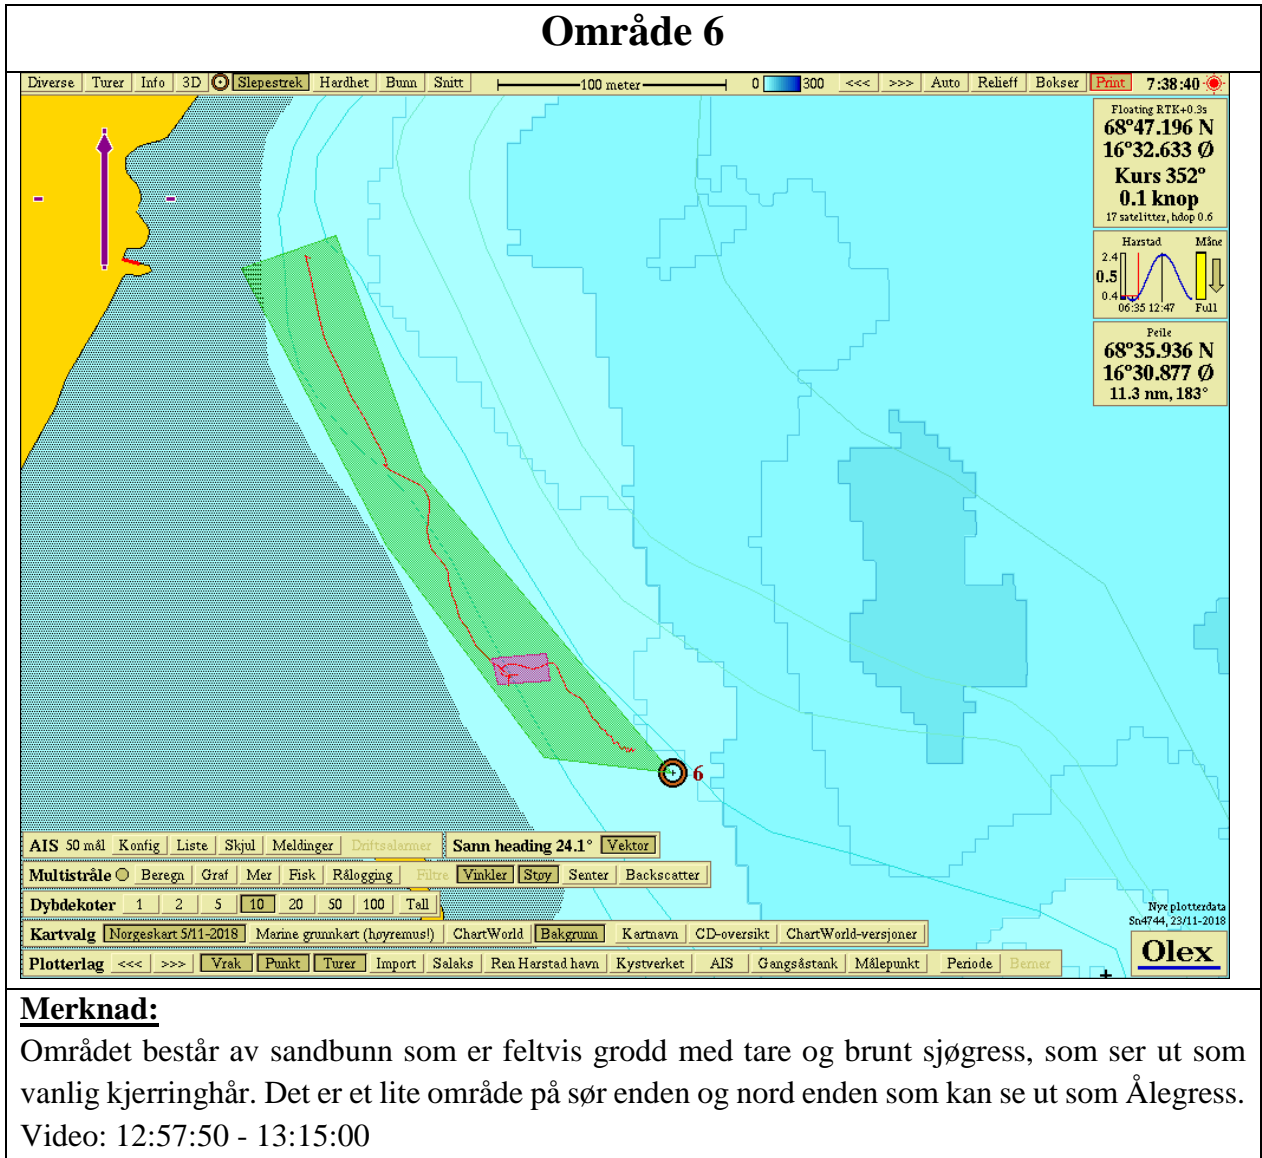 Område 6
Diverse Turer Info 3D Slepestrek Hardhet Bunn Snitt 100 meter 0 300 <<< >>> Auto Relieff Bokser Print 7:38:40
Floating RTK+0.3s
68°47.196 N
16°32.633 Ø
Kurs 352°
0.1 knop
17 satelitter, hdop 0.6
Harstad Måne
2.4
0.5
0.4
06:35 12:47 Full
Peile
68°35.936 N
16°30.877 Ø
11.3 nm, 183°
6
AIS 50 mål Konfig Liste Skjul Meldinger Driftsalarmer Sann heading 24.1° Vektor
Multistråle Beregn Graf Mer Fisk Rålogging Filtre Vinkler Støy Senter Backscatter
Dybdekoter 1 2 5 10 20 50 100 Tall
Nye plotterdata
Sn4744, 23/11-2018
Kartvalg Norgeskart 5/11-2018 Marine grunnkart (høyremus!) ChartWorld Bakgrunn Kartnavn CD-oversikt ChartWorld-versjoner
Olex
Plotterlag <<< >>> Vrak Punkt Turer Import Salaks Ren Harstad havn Kystverket AIS Gangsåstank Målepunkt Periode Berner
Merknad:
Området består av sandbunn som er feltvis grodd med tare og brunt sjøgress, som ser ut som
vanlig kjerringhår. Det er et lite område på sør enden og nord enden som kan se ut som Ålegress.
Video: 12:57:50 - 13:15:00